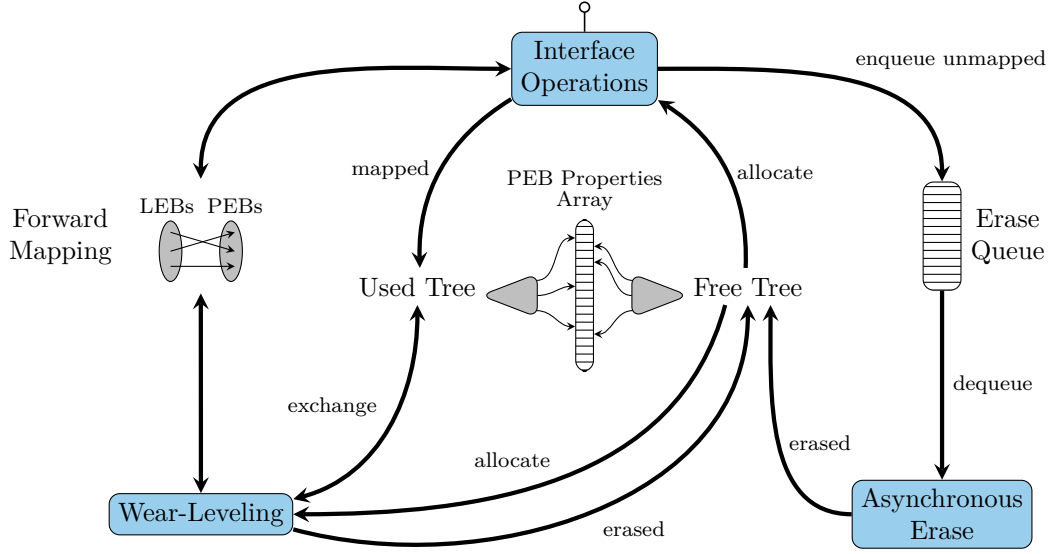 Interface
Operations
enqueue unmapped
mapped
allocate
PEB Properties
Array
LEBs PEBs
Forward
Mapping
Erase
Queue
Used Tree
Free Tree
dequeue
exchange
erased
allocate
Wear-Leveling
erased
Asynchronous
Erase